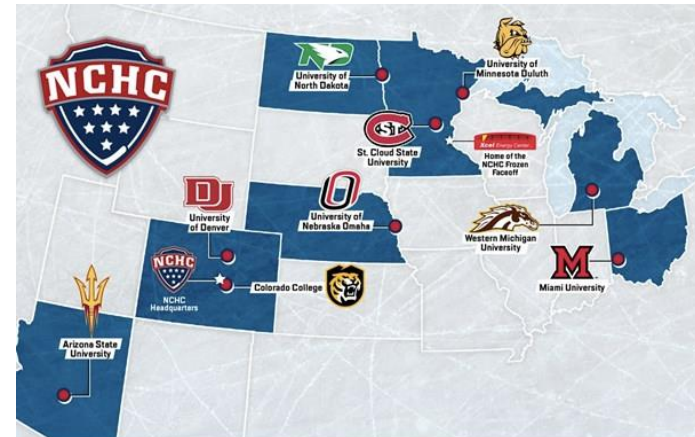 NCHC
University of
North Dakota
University of
Minnesota Duluth
St. Cloud State
University
Xcel Energy Center
Home of the
NCHC Frozen
Faceoff
DU
University
of Denver
O
University of
Nebraska Omaha
Western Michigan
University
M
Miami University
NCHC
NCHC
Headquarters
Colorado College
Arizona State
University